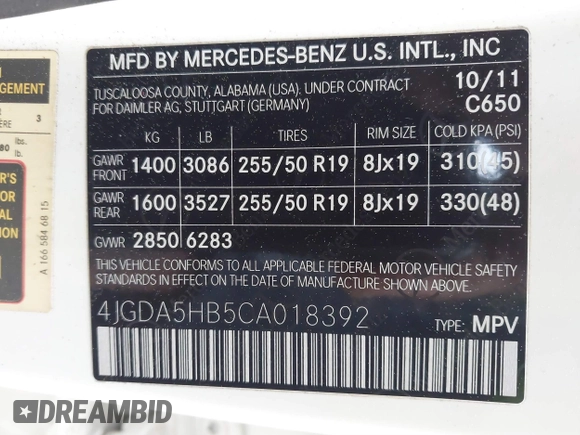 MFD BY MERCEDES-BENZ U.S. INTL., INC
TUSCALOOSA COUNTY, ALABAMA (USA). UNDER CONTRACT 10/11
FOR DAIMLER AG, STUTTGART (GERMANY) C650
KG LB TIRES RIM SIZE COLD KPA (PSI)
GAWR FRONT 1400 3086 255/50 R19 8Jx19 310(45)
GAWR REAR 1600 3527 255/50 R19 8Jx19 330(48)
GVWR 2850 6283
THIS VEHICLE CONFORMS TO ALL APPLICABLE FEDERAL MOTOR VEHICLE SAFETY
STANDARDS IN EFFECT ON THE DATE OF MANUFACTURE SHOWN ABOVE.
4JGDA5HB5CA018392 TYPE: MPV
3
lbs.
lb.
A 166 584 68 15
DREAMBID